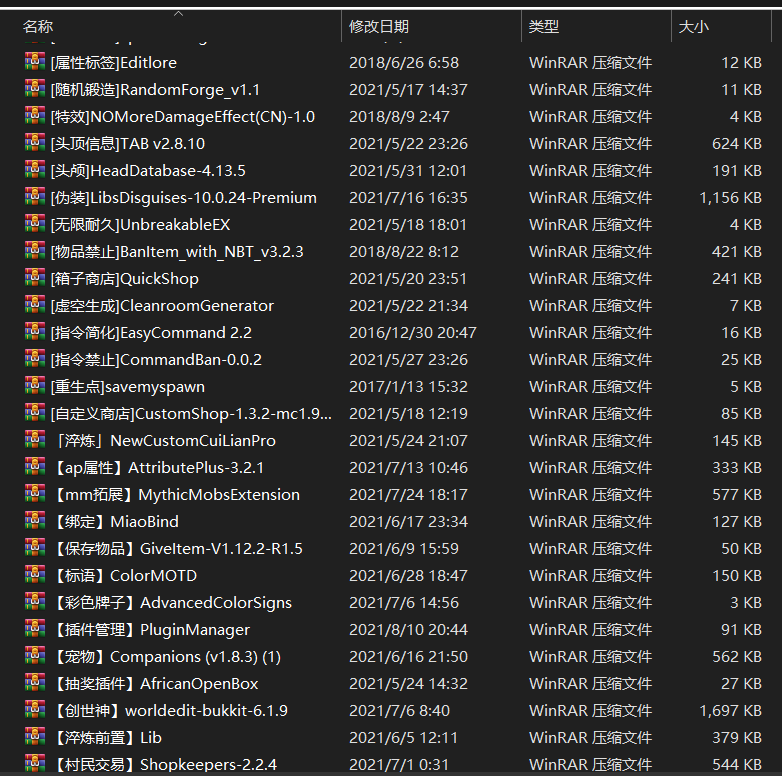 名称 修改日期 类型 大小
[属性标签]Editlore 2018/6/26 6:58 WinRAR 压缩文件 12 KB
[随机锻造]RandomForge_v1.1 2021/5/17 14:37 WinRAR 压缩文件 11 KB
[特效]NOMoreDamageEffect(CN)-1.0 2018/8/9 2:47 WinRAR 压缩文件 4 KB
[头顶信息]TAB v2.8.10 2021/5/22 23:26 WinRAR 压缩文件 624 KB
[头颅]HeadDatabase-4.13.5 2021/5/31 12:01 WinRAR 压缩文件 191 KB
[伪装]LibsDisguises-10.0.24-Premium 2021/7/16 16:35 WinRAR 压缩文件 1,156 KB
[无限耐久]UnbreakableEX 2021/5/18 18:01 WinRAR 压缩文件 4 KB
[物品禁止]BanItem_with_NBT_v3.2.3 2018/8/22 8:12 WinRAR 压缩文件 421 KB
[箱子商店]QuickShop 2021/5/20 23:51 WinRAR 压缩文件 241 KB
[虚空生成]CleanroomGenerator 2021/5/22 21:34 WinRAR 压缩文件 7 KB
[指令简化]EasyCommand 2.2 2016/12/30 20:47 WinRAR 压缩文件 16 KB
[指令禁止]CommandBan-0.0.2 2021/5/27 23:26 WinRAR 压缩文件 25 KB
[重生点]savemyspawn 2017/1/13 15:32 WinRAR 压缩文件 5 KB
[自定义商店]CustomShop-1.3.2-mc1.9... 2021/5/18 12:19 WinRAR 压缩文件 85 KB
「淬炼」NewCustomCuiLianPro 2021/5/24 21:07 WinRAR 压缩文件 145 KB
【ap属性】AttributePlus-3.2.1 2021/7/13 10:46 WinRAR 压缩文件 333 KB
【mm拓展】MythicMobsExtension 2021/7/24 18:17 WinRAR 压缩文件 577 KB
【绑定】MiaoBind 2021/6/17 23:34 WinRAR 压缩文件 127 KB
【保存物品】GiveItem-V1.12.2-R1.5 2021/6/9 15:59 WinRAR 压缩文件 50 KB
【标语】ColorMOTD 2021/6/28 18:47 WinRAR 压缩文件 150 KB
【彩色牌子】AdvancedColorSigns 2021/7/6 14:56 WinRAR 压缩文件 3 KB
【插件管理】PluginManager 2021/8/10 20:44 WinRAR 压缩文件 91 KB
【宠物】Companions (v1.8.3) (1) 2021/6/16 21:50 WinRAR 压缩文件 562 KB
【抽奖插件】AfricanOpenBox 2021/5/24 14:32 WinRAR 压缩文件 27 KB
【创世神】worldedit-bukkit-6.1.9 2021/7/6 8:40 WinRAR 压缩文件 1,697 KB
【淬炼前置】Lib 2021/6/5 12:11 WinRAR 压缩文件 379 KB
【村民交易】Shopkeepers-2.2.4 2021/7/1 0:31 WinRAR 压缩文件 544 KB